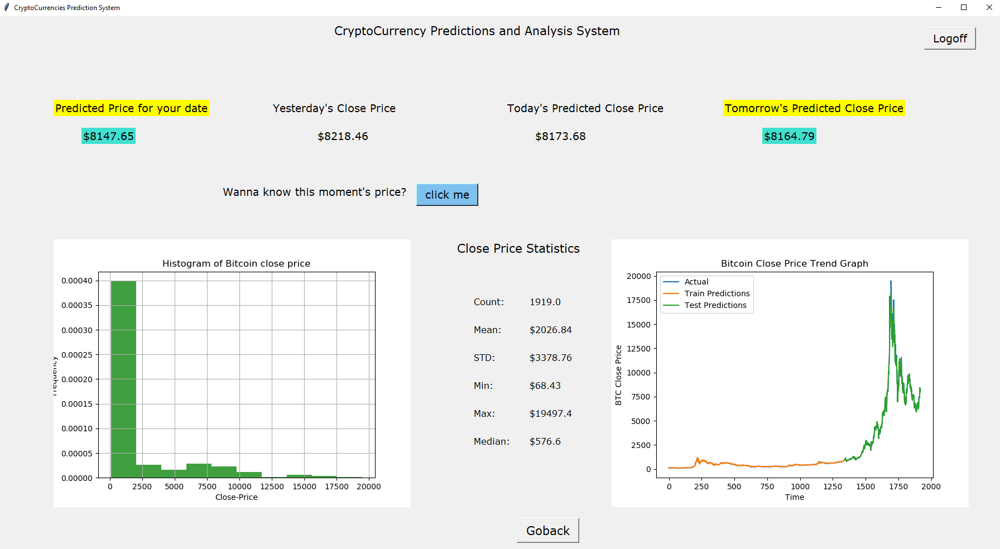 CryptoCurrencies Prediction System
CryptoCurrency Predictions and Analysis System
Logoff
Predicted Price for your date
Yesterday's Close Price
Today's Predicted Close Price
Tomorrow's Predicted Close Price
$8147.65
$8218.46
$8173.68
$8164.79
Wanna know this moment's price?
click me
Histogram of Bitcoin close price
0.00040
0.00035
0.00030
0.00025
0.00020
0.00015
0.00010
0.00005
0.00000
Frequency
0 2500 5000 7500 10000 12500 15000 17500 20000
Close-Price
Close Price Statistics
Count: 1919.0
Mean: $2026.84
STD: $3378.76
Min: $68.43
Max: $19497.4
Median: $576.6
Bitcoin Close Price Trend Graph
Actual
Train Predictions
Test Predictions
20000
17500
15000
12500
10000
7500
5000
2500
0
BTC Close Price
0 250 500 750 1000 1250 1500 1750 2000
Time
Goback